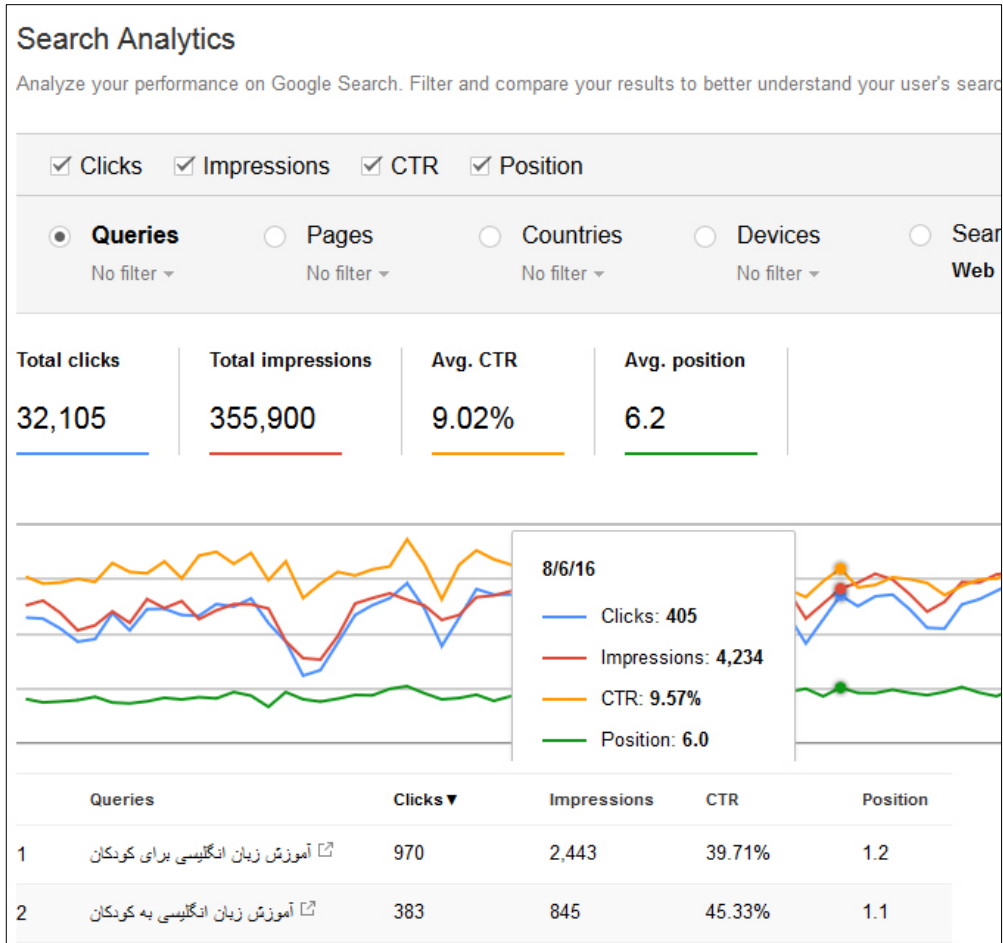 Search Analytics
Analyze your performance on Google Search. Filter and compare your results to better understand your user's searc
Clicks Impressions CTR Position
Queries Pages Countries Devices Sear
No filter No filter No filter No filter Web
Total clicks Total impressions Avg. CTR Avg. position
32,105 355,900 9.02% 6.2
8/6/16
Clicks: 405
Impressions: 4,234
CTR: 9.57%
Position: 6.0
Queries Clicks▼ Impressions CTR Position
1 آموزش زبان انگلیسی برای کودکان 970 2,443 39.71% 1.2
2 آموزش زبان انگلیسی به کودکان 383 845 45.33% 1.1